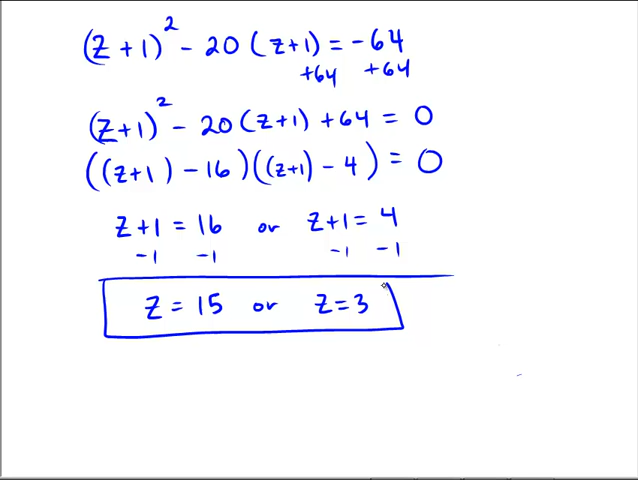 (z+1)² - 20(z+1) = -64
+64 +64
(z+1)² - 20(z+1) + 64 = 0
((z+1) - 16)((z+1) - 4) = 0
z+1 = 16 or z+1 = 4
-1 -1 -1 -1
z = 15 or z = 3